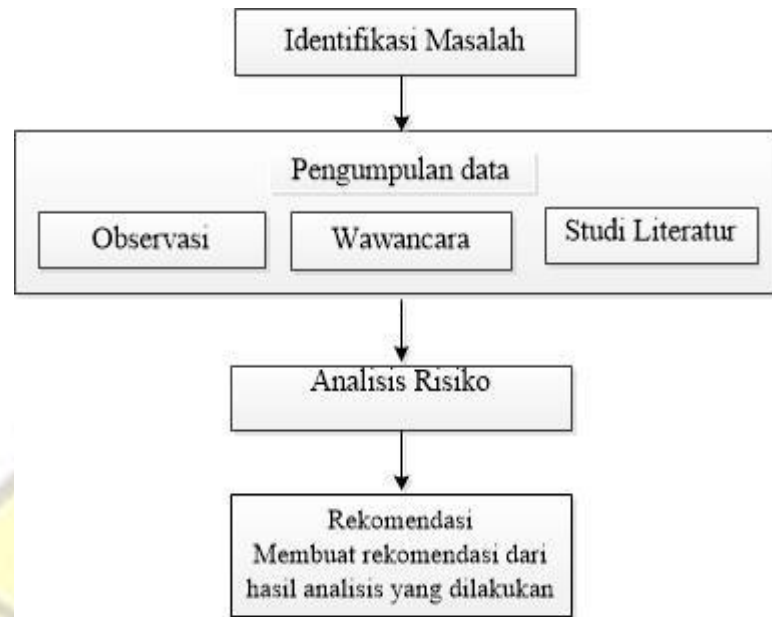 Identifikasi Masalah
Pengumpulan data
Observasi
Wawancara
Studi Literatur
Analisis Risiko
Rekomendasi
Membuat rekomendasi dari
hasil analisis yang dilakukan